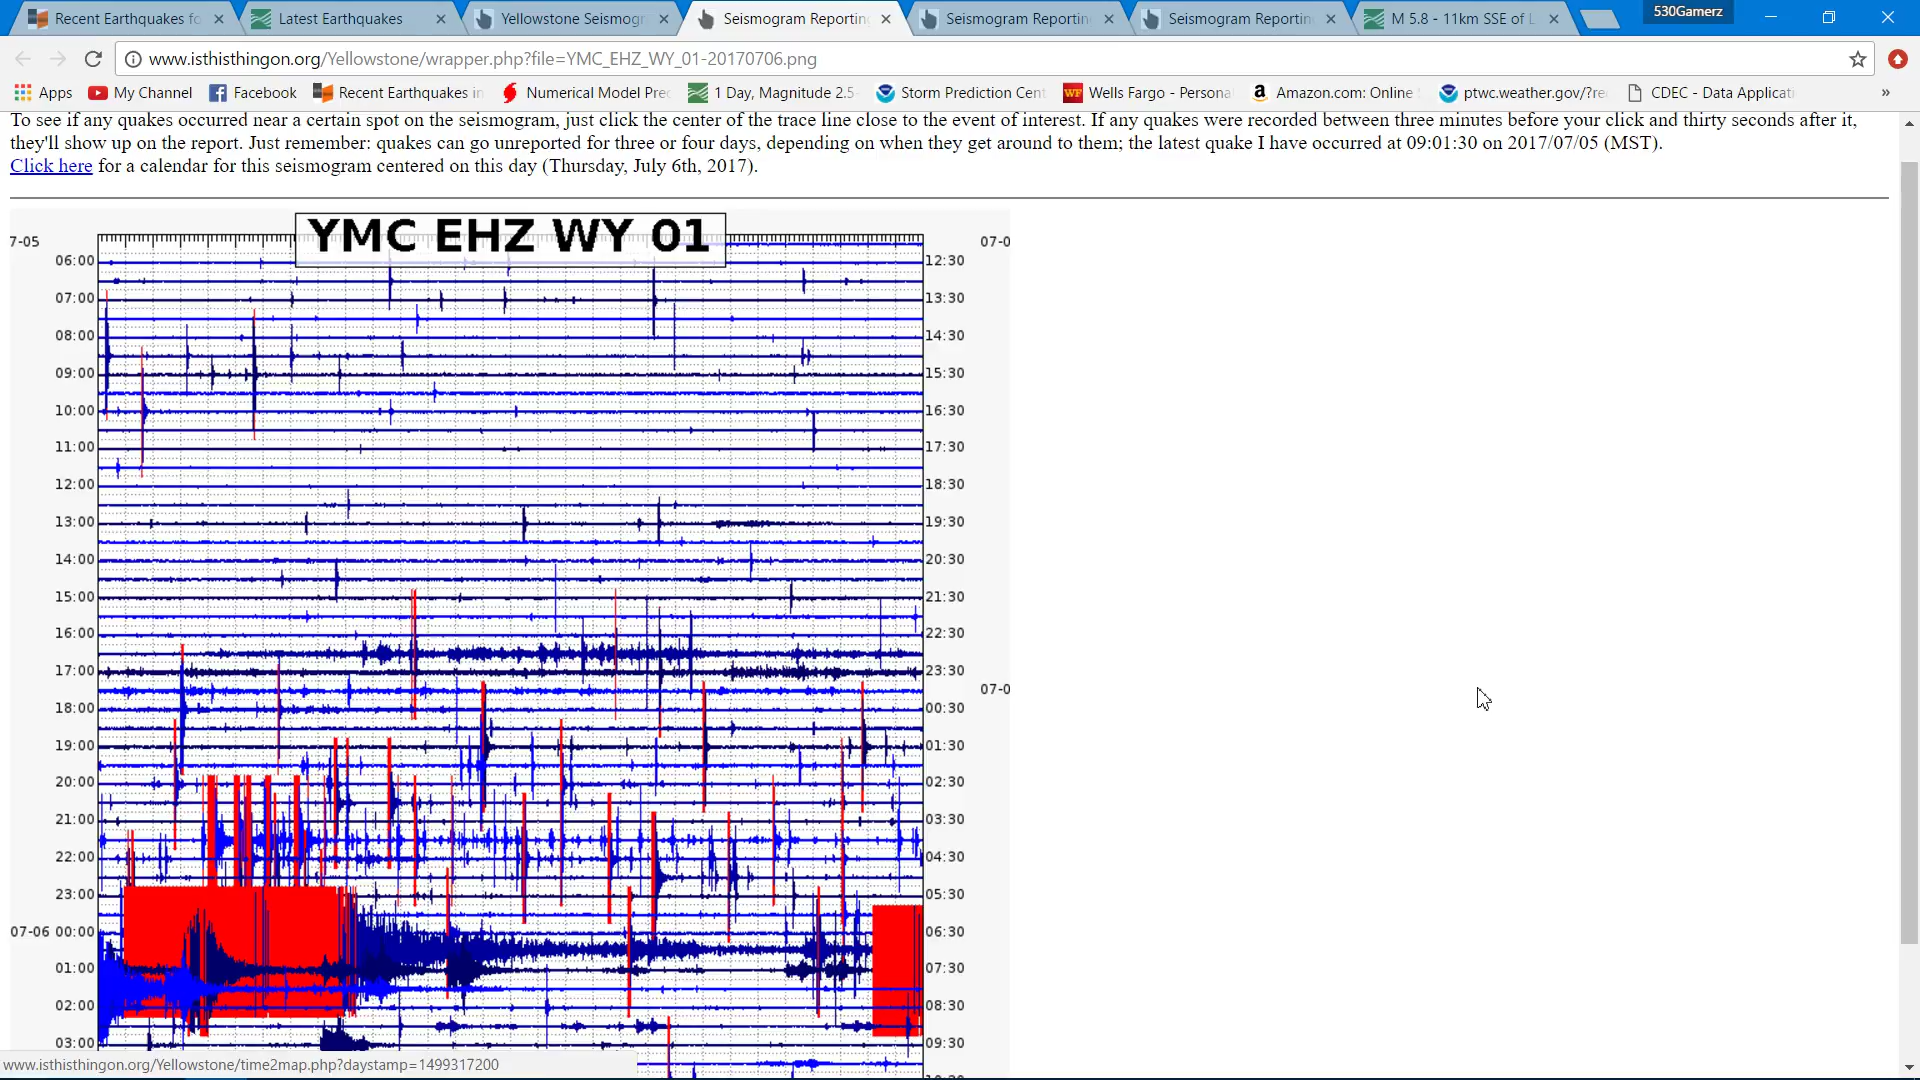 Recent Earthquakes fo
Latest Earthquakes
Yellowstone Seismogr
Seismogram Reporting
Seismogram Reportin
Seismogram Reportin
M 5.8 - 11km SSE of L
530Gamerz
www.isthisthingon.org/Yellowstone/wrapper.php?file=YMC_EHZ_WY_01-20170706.png
Apps
My Channel
Facebook
Recent Earthquakes in
Numerical Model Pre
1 Day, Magnitude 2.5
Storm Prediction Cen
WF
Wells Fargo - Persona
Amazon.com: Online
ptwc.weather.gov/?re
CDEC - Data Applicati
»
To see if any quakes occurred near a certain spot on the seismogram, just click the center of the trace line close to the event of interest. If any quakes were recorded between three minutes before your click and thirty seconds after it,
they'll show up on the report. Just remember: quakes can go unreported for three or four days, depending on when they get around to them; the latest quake I have occurred at 09:01:30 on 2017/07/05 (MST).
Click here for a calendar for this seismogram centered on this day (Thursday, July 6th, 2017).
YMC EHZ WY 01
7-05
07-0
06:00 12:30
07:00 13:30
08:00 14:30
09:00 15:30
10:00 16:30
11:00 17:30
12:00 18:30
13:00 19:30
14:00 20:30
15:00 21:30
16:00 22:30
17:00 23:30
07-0
18:00 00:30
19:00 01:30
20:00 02:30
21:00 03:30
22:00 04:30
23:00 05:30
07-06 00:00 06:30
01:00 07:30
02:00 08:30
03:00 09:30
www.isthisthingon.org/Yellowstone/time2map.php?daystamp=1499317200